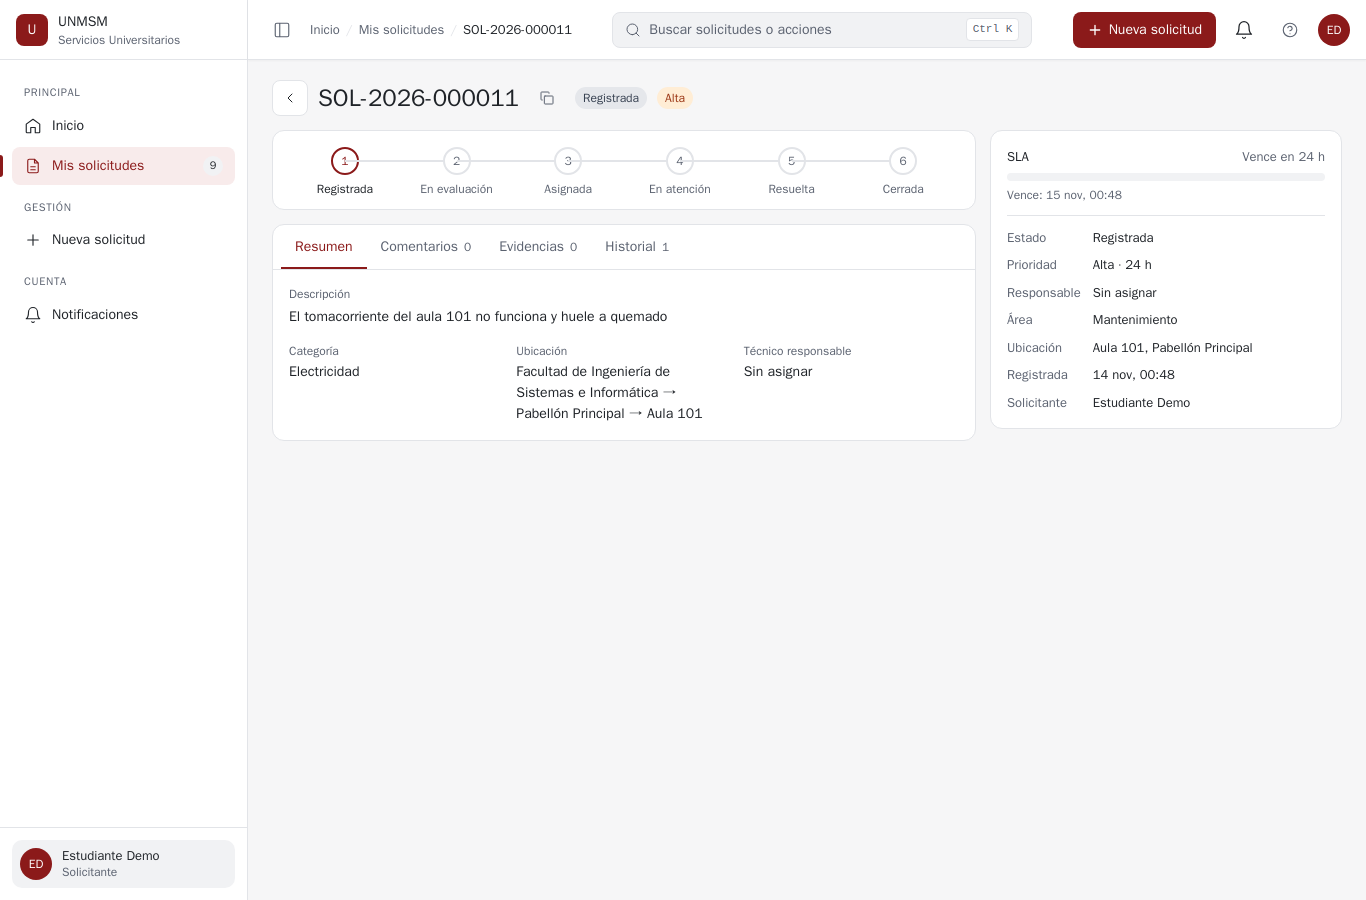 U
UNMSM
Servicios Universitarios
Inicio / Mis solicitudes / SOL-2026-000011
Buscar solicitudes o acciones
Ctrl K
Nueva solicitud
ED
PRINCIPAL
Inicio
Mis solicitudes 9
GESTIÓN
Nueva solicitud
CUENTA
Notificaciones
ED
Estudiante Demo
Solicitante
SOL-2026-000011
Registrada
Alta
1 2 3 4 5 6
Registrada En evaluación Asignada En atención Resuelta Cerrada
Resumen Comentarios 0 Evidencias 0 Historial 1
Descripción
El tomacorriente del aula 101 no funciona y huele a quemado
Categoría
Electricidad
Ubicación
Facultad de Ingeniería de
Sistemas e Informática →
Pabellón Principal → Aula 101
Técnico responsable
Sin asignar
SLA Vence en 24 h
Vence: 15 nov, 00:48
Estado Registrada
Prioridad Alta · 24 h
Responsable Sin asignar
Área Mantenimiento
Ubicación Aula 101, Pabellón Principal
Registrada 14 nov, 00:48
Solicitante Estudiante Demo